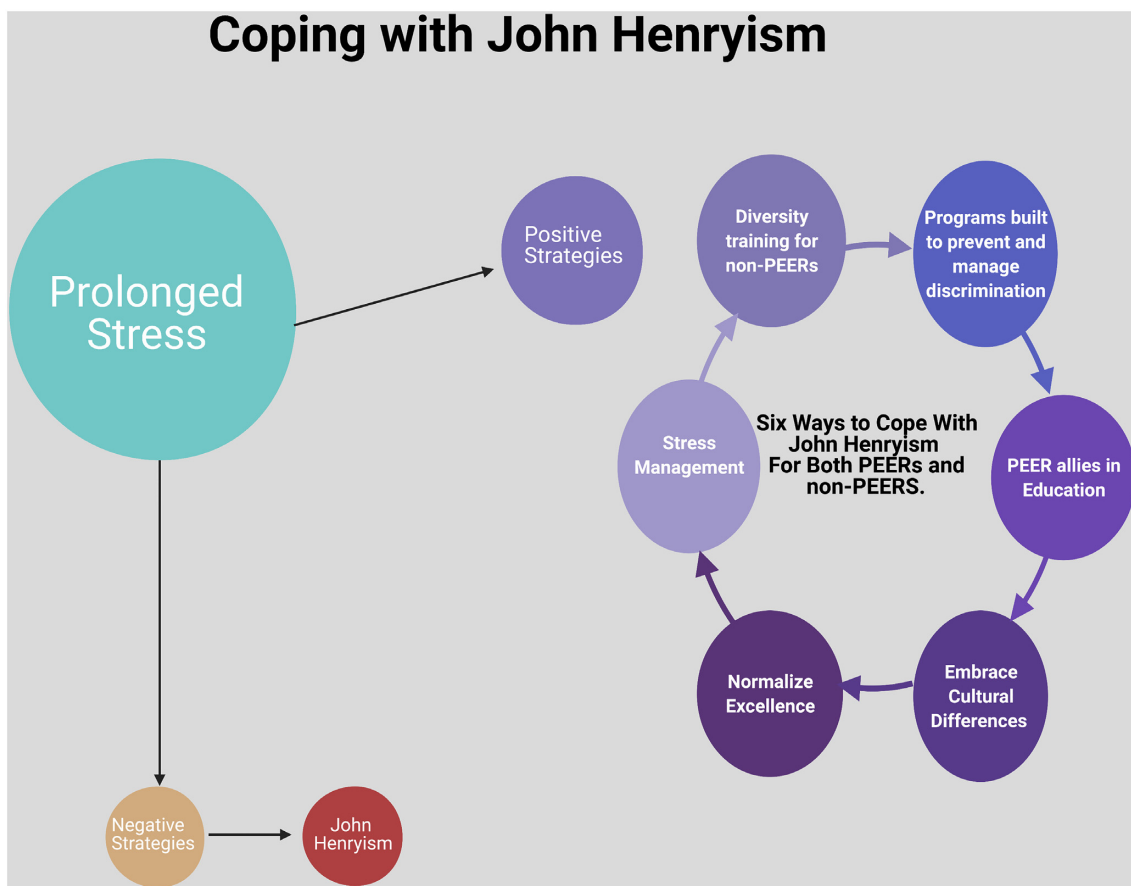 Coping with John Henryism
Prolonged
Stress
Positive
Strategies
Diversity
training for
non-PEERs
Programs built
to prevent and
manage
discrimination
PEER allies in
Education
Embrace
Cultural
Differences
Normalize
Excellence
Stress
Management
Six Ways to Cope With
John Henryism
For Both PEERs and
non-PEERS.
Negative
Strategies
John
Henryism